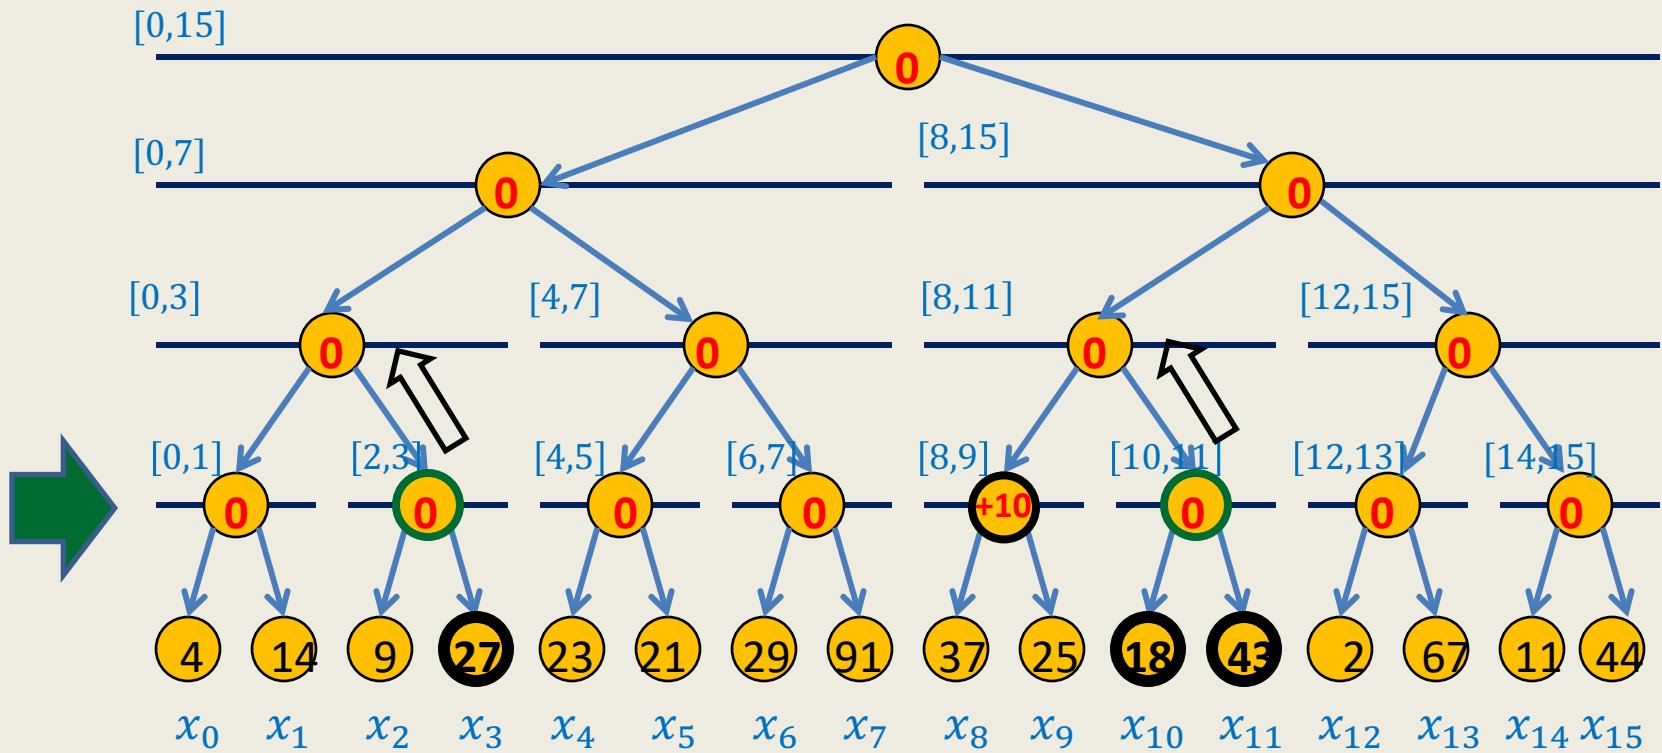 [0,15]
0
[0,7] [8,15]
0 0
[0,3] [4,7] [8,11] [12,15]
0 0 0 0
[0,1] [2,3] [4,5] [6,7] [8,9] [10,11] [12,13] [14,15]
0 0 0 0 +10 0 0 0
4 14 9 27 23 21 29 91 37 25 18 43 2 67 11 44
x₀ x₁ x₂ x₃ x₄ x₅ x₆ x₇ x₈ x₉ x₁₀ x₁₁ x₁₂ x₁₃ x₁₄ x₁₅